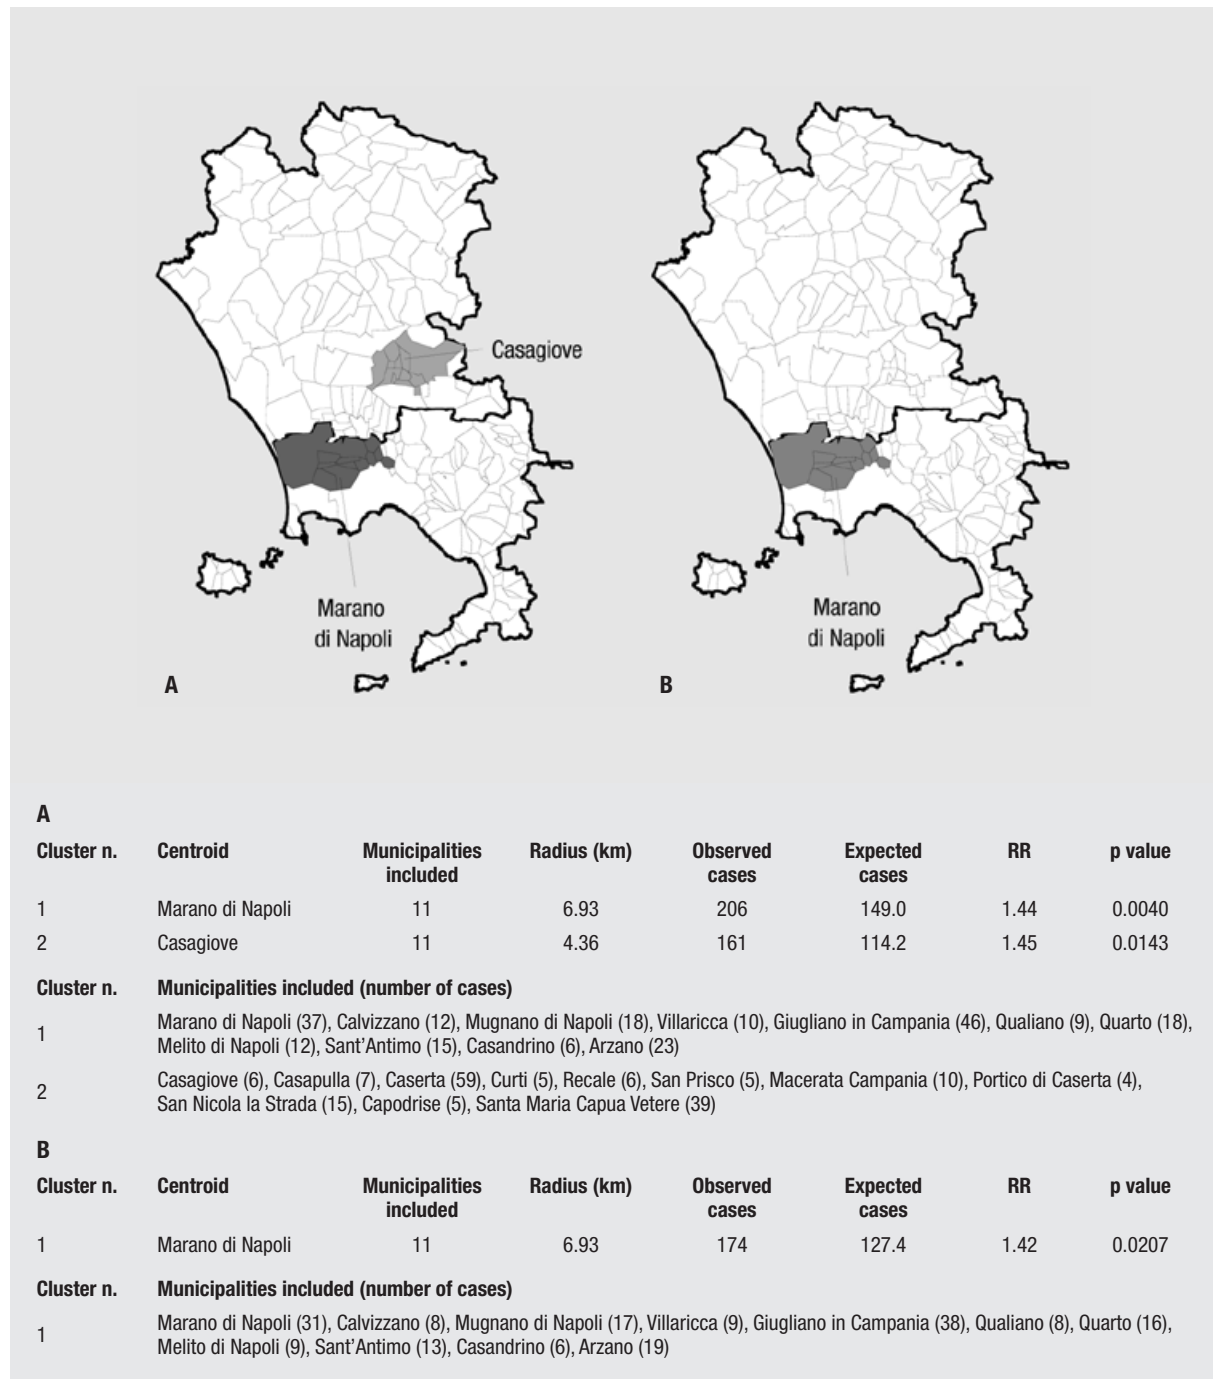 Casagiove
Marano
di Napoli
A
Marano
di Napoli
B
A
Cluster n. Centroid Municipalities included Radius (km) Observed cases Expected cases RR p value
1 Marano di Napoli 11 6.93 206 149.0 1.44 0.0040
2 Casagiove 11 4.36 161 114.2 1.45 0.0143
Cluster n. Municipalities included (number of cases)
1 Marano di Napoli (37), Calvizzano (12), Mugnano di Napoli (18), Villaricca (10), Giugliano in Campania (46), Qualiano (9), Quarto (18),
Melito di Napoli (12), Sant'Antimo (15), Casandrino (6), Arzano (23)
2 Casagiove (6), Casapulla (7), Caserta (59), Curti (5), Recale (6), San Prisco (5), Macerata Campania (10), Portico di Caserta (4),
San Nicola la Strada (15), Capodrise (5), Santa Maria Capua Vetere (39)
B
Cluster n. Centroid Municipalities included Radius (km) Observed cases Expected cases RR p value
1 Marano di Napoli 11 6.93 174 127.4 1.42 0.0207
Cluster n. Municipalities included (number of cases)
1 Marano di Napoli (31), Calvizzano (8), Mugnano di Napoli (17), Villaricca (9), Giugliano in Campania (38), Qualiano (8), Quarto (16),
Melito di Napoli (9), Sant'Antimo (13), Casandrino (6), Arzano (19)